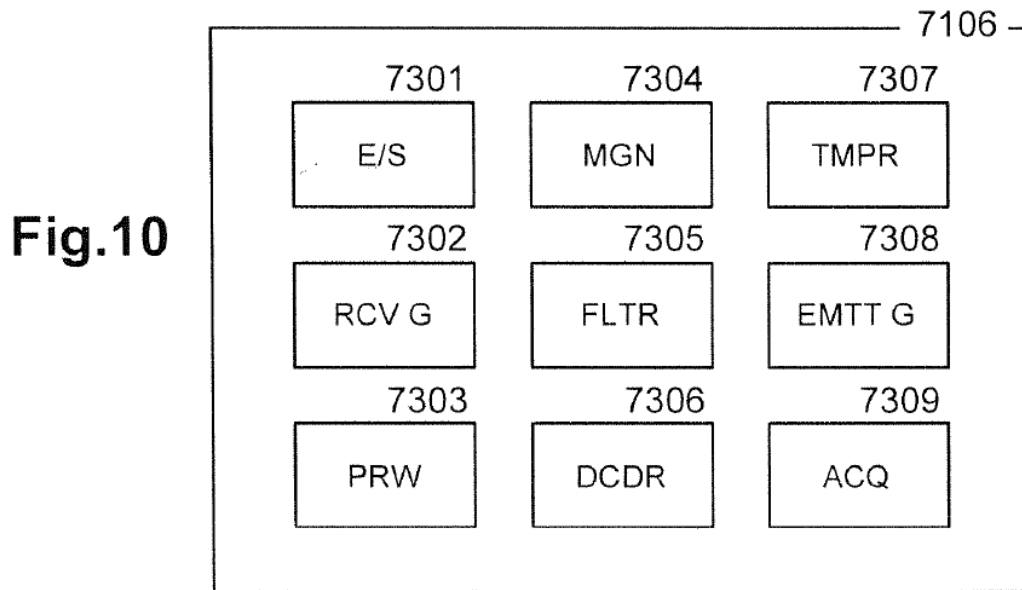 7106
7301 7304 7307
E/S MGN TMPR
Fig.10
7302 7305 7308
RCV G FLTR EMTT G
7303 7306 7309
PRW DCDR ACQ